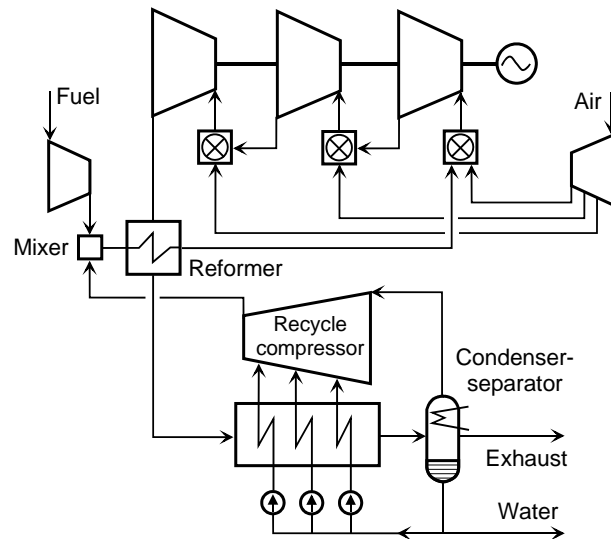 Fuel
Air
Mixer
Reformer
Recycle
compressor
Condenser-
separator
Exhaust
Water